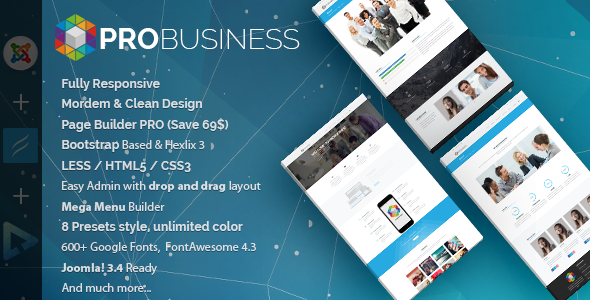 PROBUSINESS
Fully Responsive
Mordem & Clean Design
Page Builder PRO (Save 69$)
Bootstrap Based & Hexlix 3
LESS / HTML5 / CSS3
Easy Admin with drop and drag layout
Mega Menu Builder
8 Presets style, unlimited color
600+ Google Fonts, FontAwesome 4.3
Joomla! 3.4 Ready
And much more...